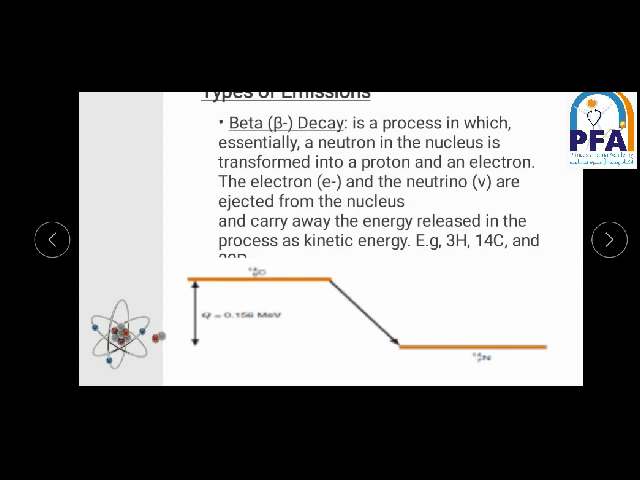 Types of Emissions
• Beta (β-) Decay: is a process in which,
essentially, a neutron in the nucleus is
transformed into a proton and an electron.
The electron (e-) and the neutrino (v) are
ejected from the nucleus
and carry away the energy released in the
process as kinetic energy. E.g, 3H, 14C, and
Q = 0.156 MeV
PFA